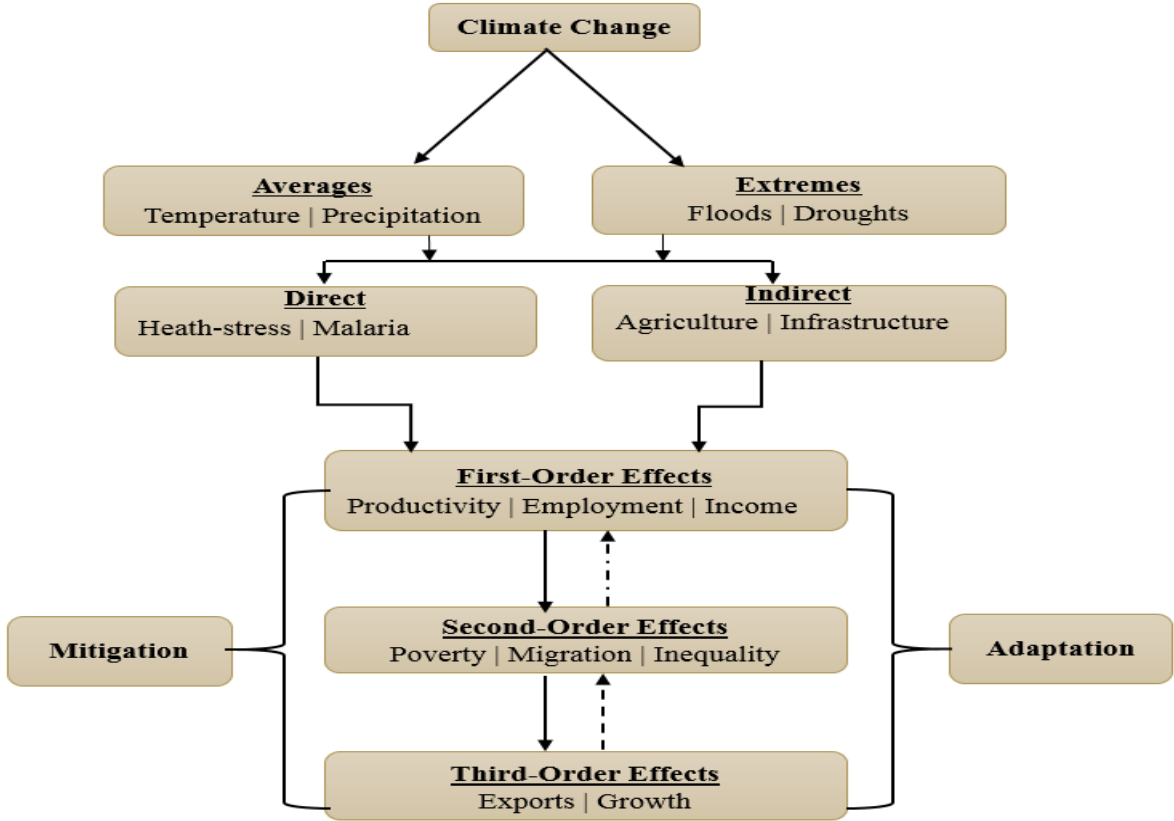 Climate Change
Averages
Temperature | Precipitation
Extremes
Floods | Droughts
Direct
Heath-stress | Malaria
Indirect
Agriculture | Infrastructure
First-Order Effects
Productivity | Employment | Income
Mitigation
Second-Order Effects
Poverty | Migration | Inequality
Adaptation
Third-Order Effects
Exports | Growth